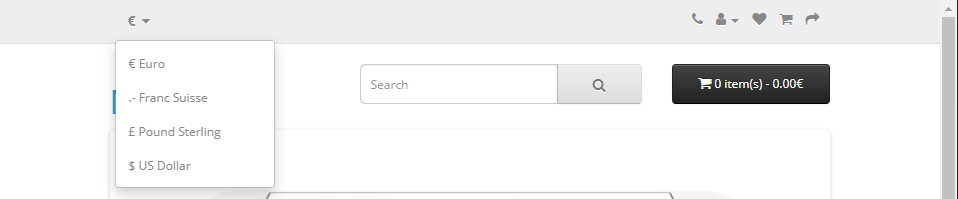 €
€ Euro
.- Franc Suisse
£ Pound Sterling
$ US Dollar
Search
0 item(s) - 0.00€